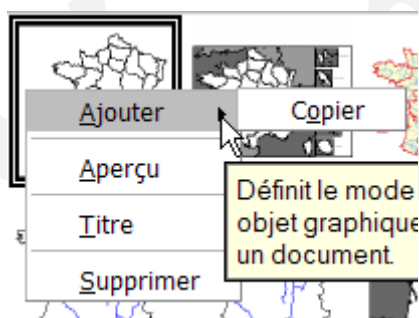 Ajouter
Copier
Aperçu
Titre
Supprimer
Définit le mode
objet graphique
un document.